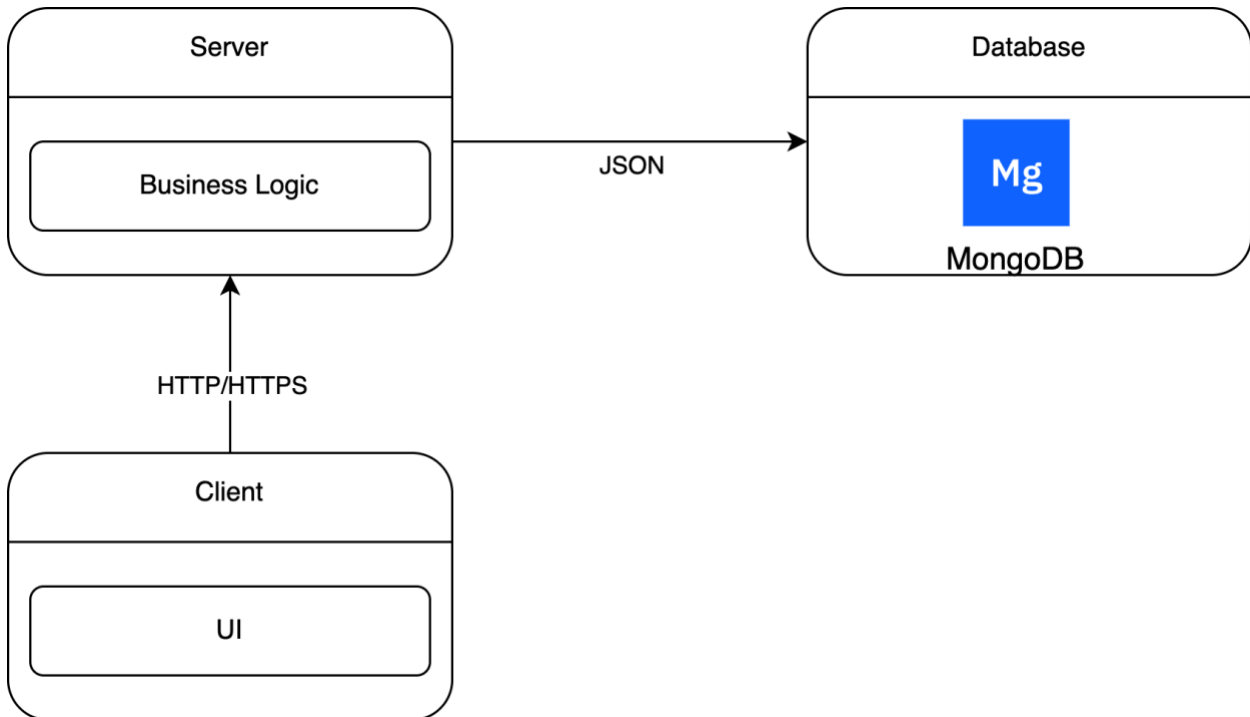 Server
Database
Business Logic
JSON
Mg
MongoDB
HTTP/HTTPS
Client
UI